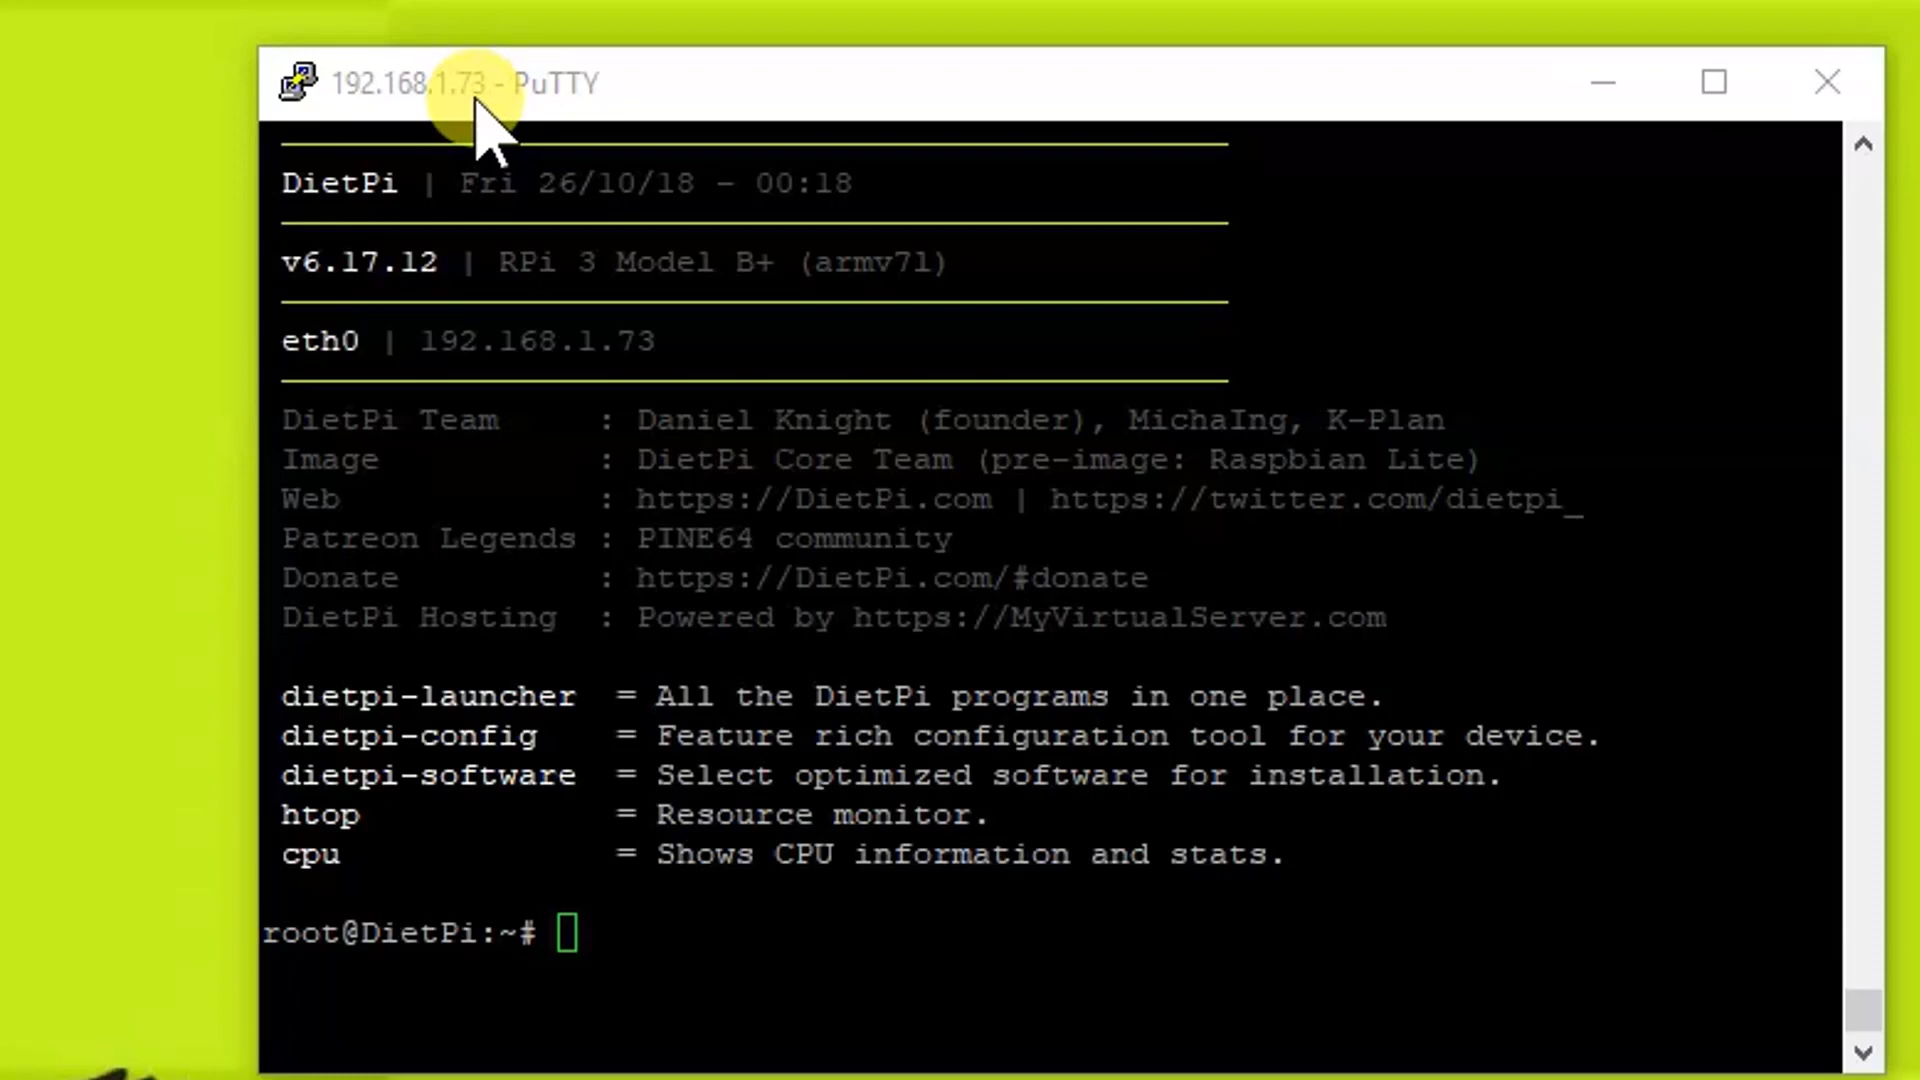 192.168.1.73 - PuTTY
DietPi | Fri 26/10/18 - 00:18
v6.17.12 | RPi 3 Model B+ (armv7l)
eth0 | 192.168.1.73
DietPi Team : Daniel Knight (founder), MichaIng, K-Plan
Image : DietPi Core Team (pre-image: Raspbian Lite)
Web : https://DietPi.com | https://twitter.com/dietpi_
Patreon Legends : PINE64 community
Donate : https://DietPi.com/#donate
DietPi Hosting : Powered by https://MyVirtualServer.com
dietpi-launcher = All the DietPi programs in one place.
dietpi-config = Feature rich configuration tool for your device.
dietpi-software = Select optimized software for installation.
htop = Resource monitor.
cpu = Shows CPU information and stats.
root@DietPi:~#